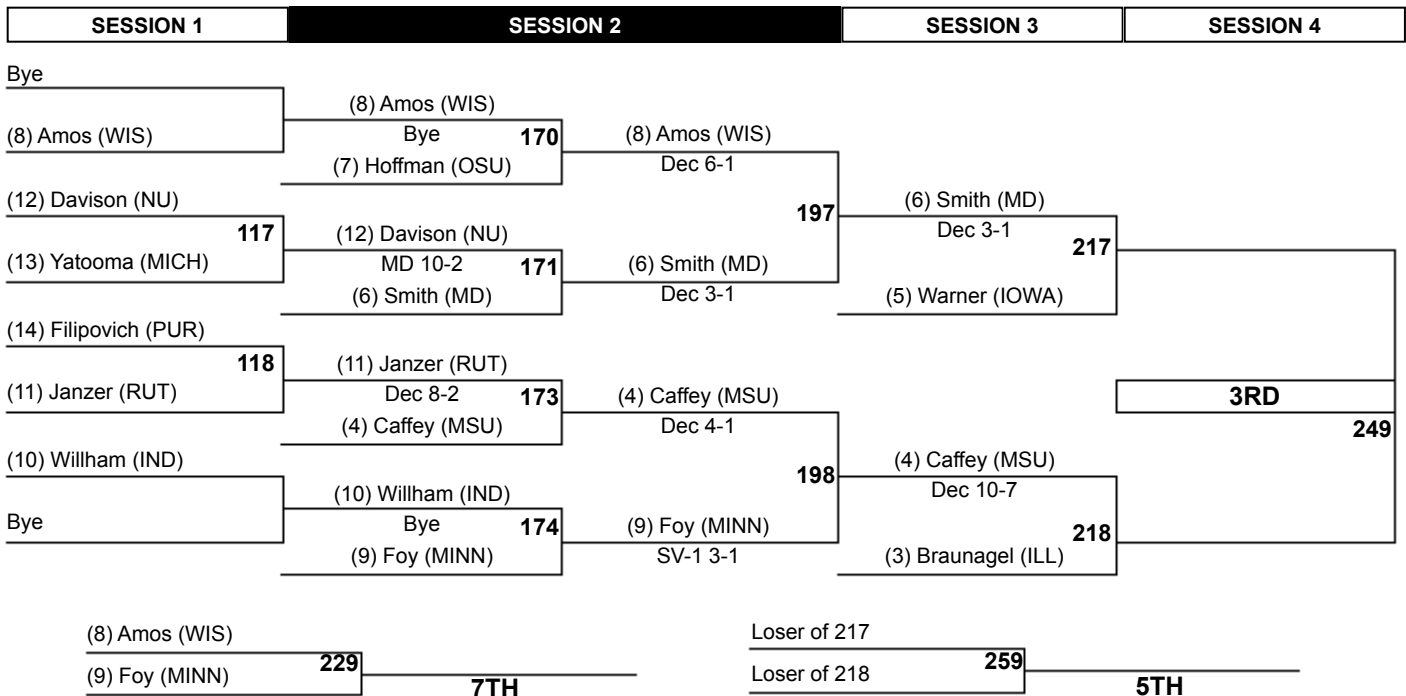 SESSION 1 SESSION 2 SESSION 3 SESSION 4
Bye
(8) Amos (WIS)
(12) Davison (NU)
117
(13) Yatooma (MICH)
(14) Filipovich (PUR)
118
(11) Janzer (RUT)
(10) Willham (IND)
Bye
(8) Amos (WIS)
Bye 170
(7) Hoffman (OSU)
(12) Davison (NU)
MD 10-2 171
(6) Smith (MD)
(11) Janzer (RUT)
Dec 8-2 173
(4) Caffey (MSU)
(10) Willham (IND)
Bye 174
(9) Foy (MINN)
(8) Amos (WIS)
Dec 6-1
197
(6) Smith (MD)
Dec 3-1
(4) Caffey (MSU)
Dec 4-1
198
(9) Foy (MINN)
SV-1 3-1
(6) Smith (MD)
Dec 3-1
217
(5) Warner (IOWA)
(4) Caffey (MSU)
Dec 10-7
218
(3) Braunagel (ILL)
3RD
249
(8) Amos (WIS)
229
(9) Foy (MINN)
7TH
Loser of 217
259
Loser of 218
5TH